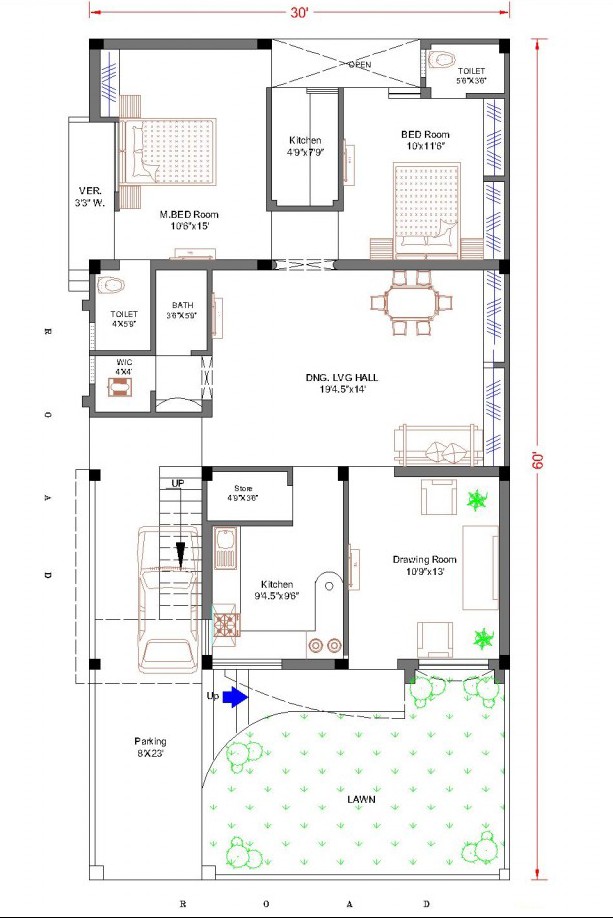 ROAD
ROAD
VER.
3'3" W.
W/C
4'X4'
TOILET
4'X5'9"
Parking
8'X23'
UP
BATH
3'6"X5'9"
M.BED Room
10'6"x15'
Up
Store
4'9"X3'6"
Kitchen
9'4.5"x9'6"
Kitchen
4'9"x7'9"
30'
DNG. LVG HALL
19'4.5"x14'
OPEN
LAWN
Drawing Room
10'9"x13'
BED Room
10'x11'6"
TOILET
5'6"X3'6"
60'